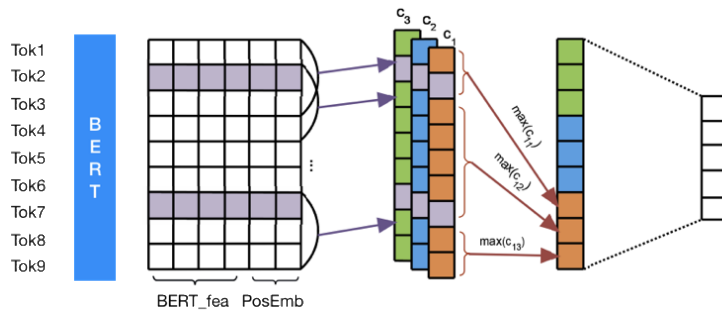 Tok1
Tok2
Tok3
Tok4
Tok5
Tok6
Tok7
Tok8
Tok9
B
E
R
T
...
BERT_fea
PosEmb
c3
c2
c1
max(c11)
max(c12)
max(c13)